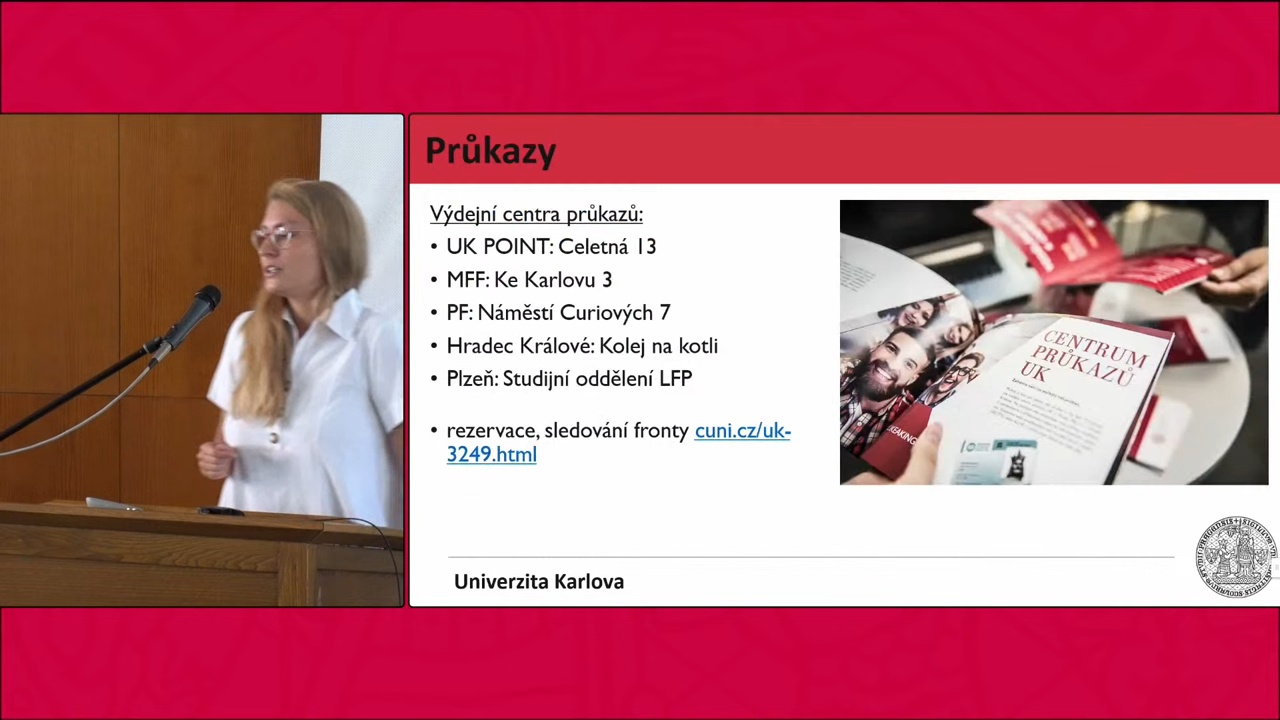 Průkazy
Výdejní centra průkazů:
• UK POINT: Celetná 13
• MFF: Ke Karlovu 3
• PF: Náměstí Curiových 7
• Hradec Králové: Kolej na kotli
• Plzeň: Studijní oddělení LFP
• rezervace, sledování fronty cuni.cz/uk-
3249.html
CENTRUM
PRŮKAZŮ
UK
Univerzita Karlova